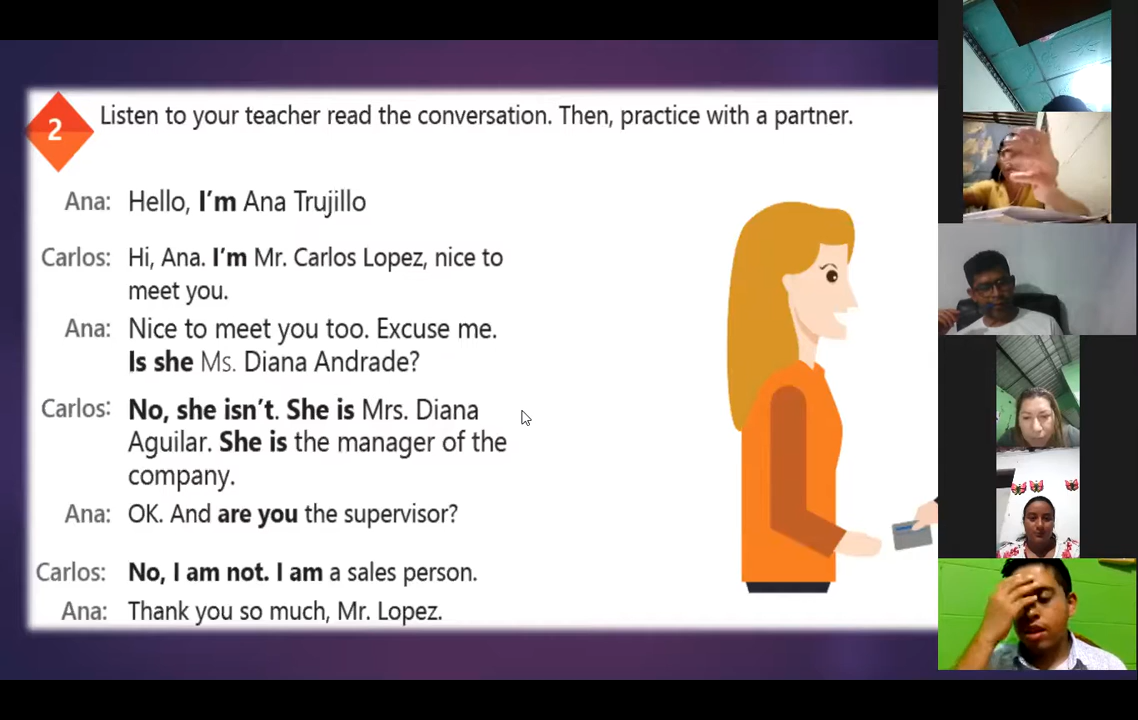 2
Listen to your teacher read the conversation. Then, practice with a partner.
Ana: Hello, I'm Ana Trujillo
Carlos: Hi, Ana. I'm Mr. Carlos Lopez, nice to
meet you.
Ana: Nice to meet you too. Excuse me.
Is she Ms. Diana Andrade?
Carlos: No, she isn't. She is Mrs. Diana
Aguilar. She is the manager of the
company.
Ana: OK. And are you the supervisor?
Carlos: No, I am not. I am a sales person.
Ana: Thank you so much, Mr. Lopez.